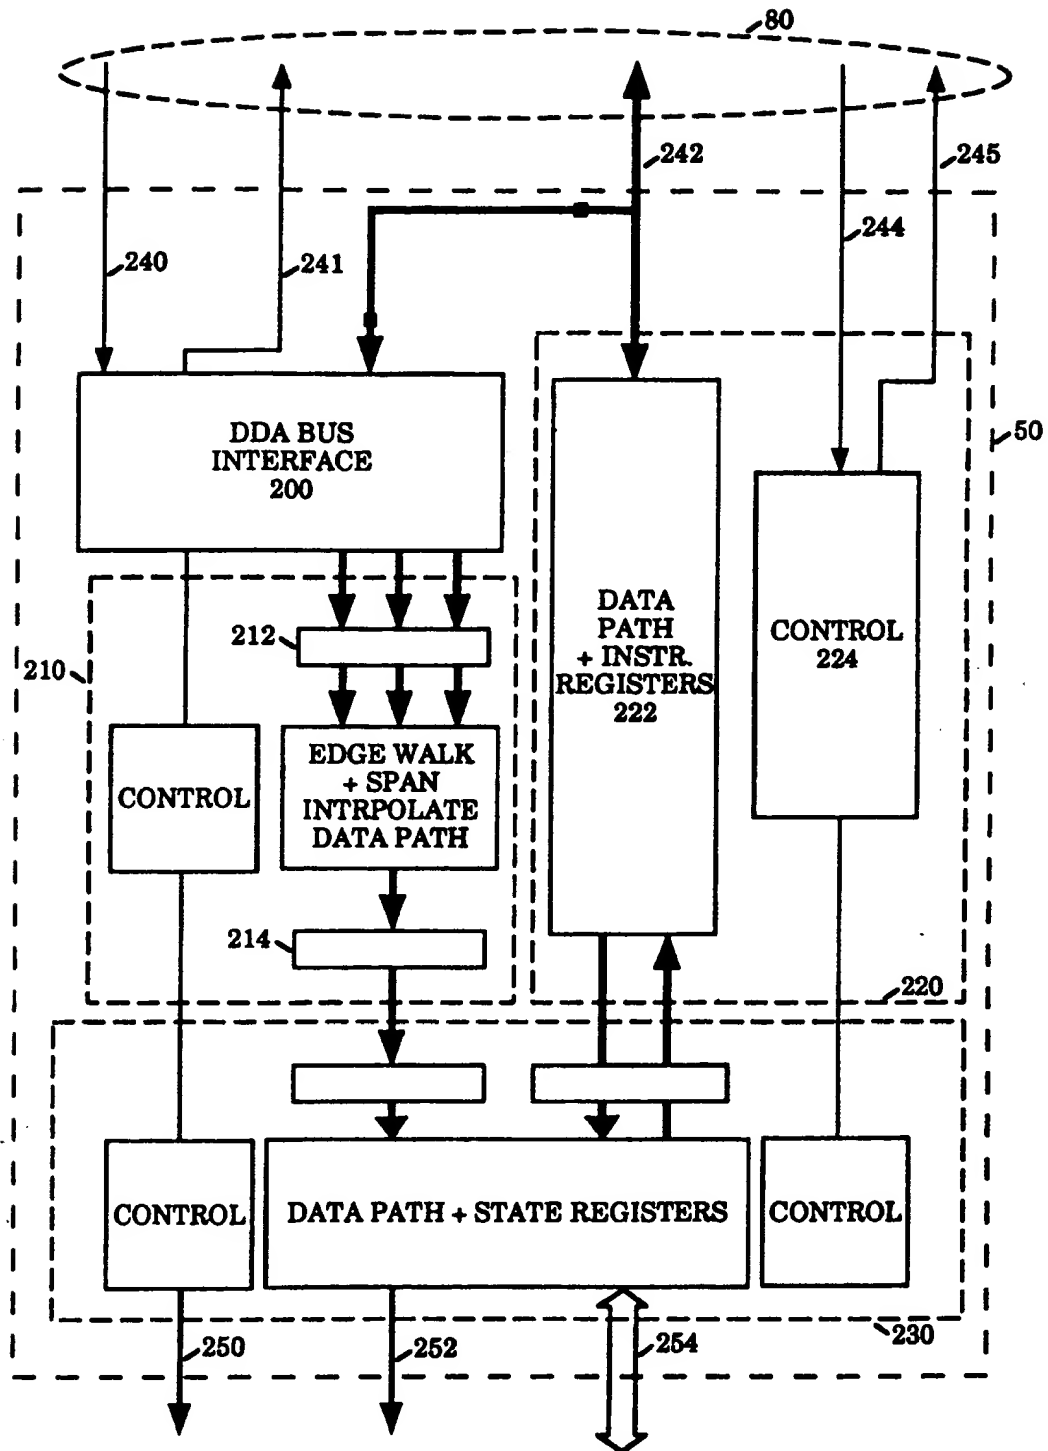 80
242
245
240
241
244
50
DDA BUS
INTERFACE
200
DATA
PATH
+ INSTR.
REGISTERS
222
CONTROL
224
212
210
EDGE WALK
+ SPAN
INTRPOLATE
DATA PATH
CONTROL
214
220
CONTROL
DATA PATH + STATE REGISTERS
CONTROL
230
250
252
254